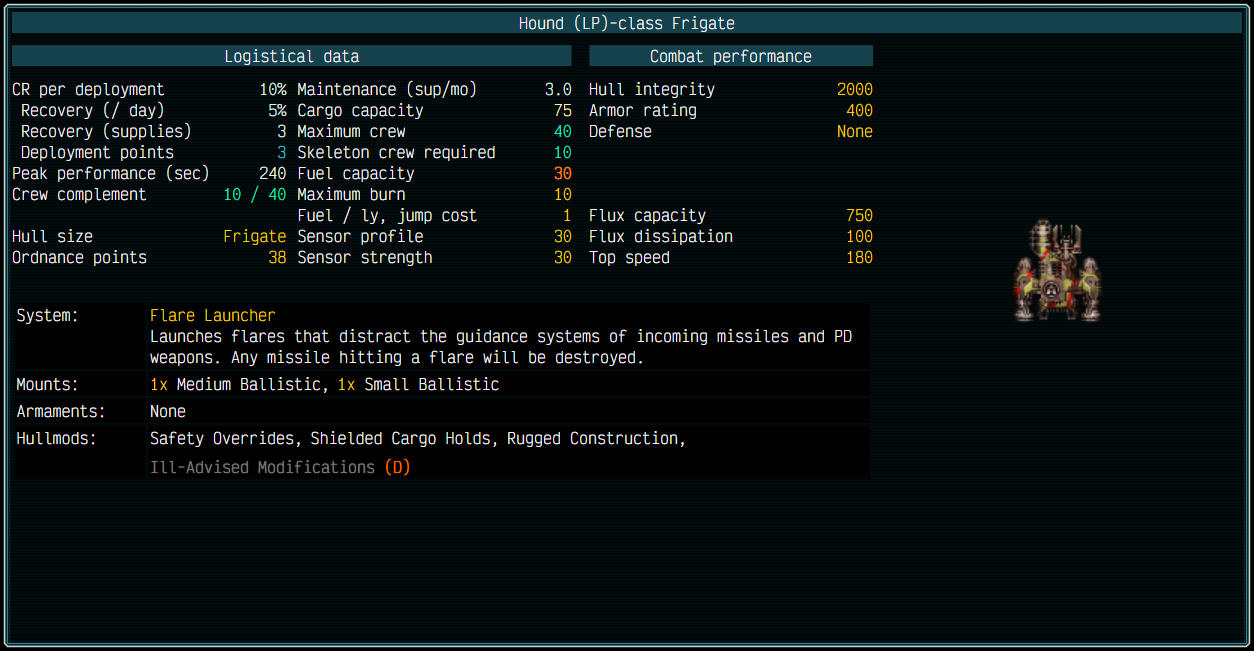 Hound (LP)-class Frigate
Logistical data
Combat performance
CR per deployment 10% Maintenance (sup/mo) 3.0 Hull integrity 2000
Recovery (/ day) 5% Cargo capacity 75 Armor rating 400
Recovery (supplies) 3 Maximum crew 40 Defense None
Deployment points 3 Skeleton crew required 10
Peak performance (sec) 240 Fuel capacity 30
Crew complement 10 / 40 Maximum burn 10
Fuel / ly, jump cost 1 Flux capacity 750
Hull size Frigate Sensor profile 30 Flux dissipation 100
Ordnance points 38 Sensor strength 30 Top speed 180
System: Flare Launcher
Launches flares that distract the guidance systems of incoming missiles and PD
weapons. Any missile hitting a flare will be destroyed.
Mounts: 1x Medium Ballistic, 1x Small Ballistic
Armaments: None
Hullmods: Safety Overrides, Shielded Cargo Holds, Rugged Construction,
Ill-Advised Modifications (D)